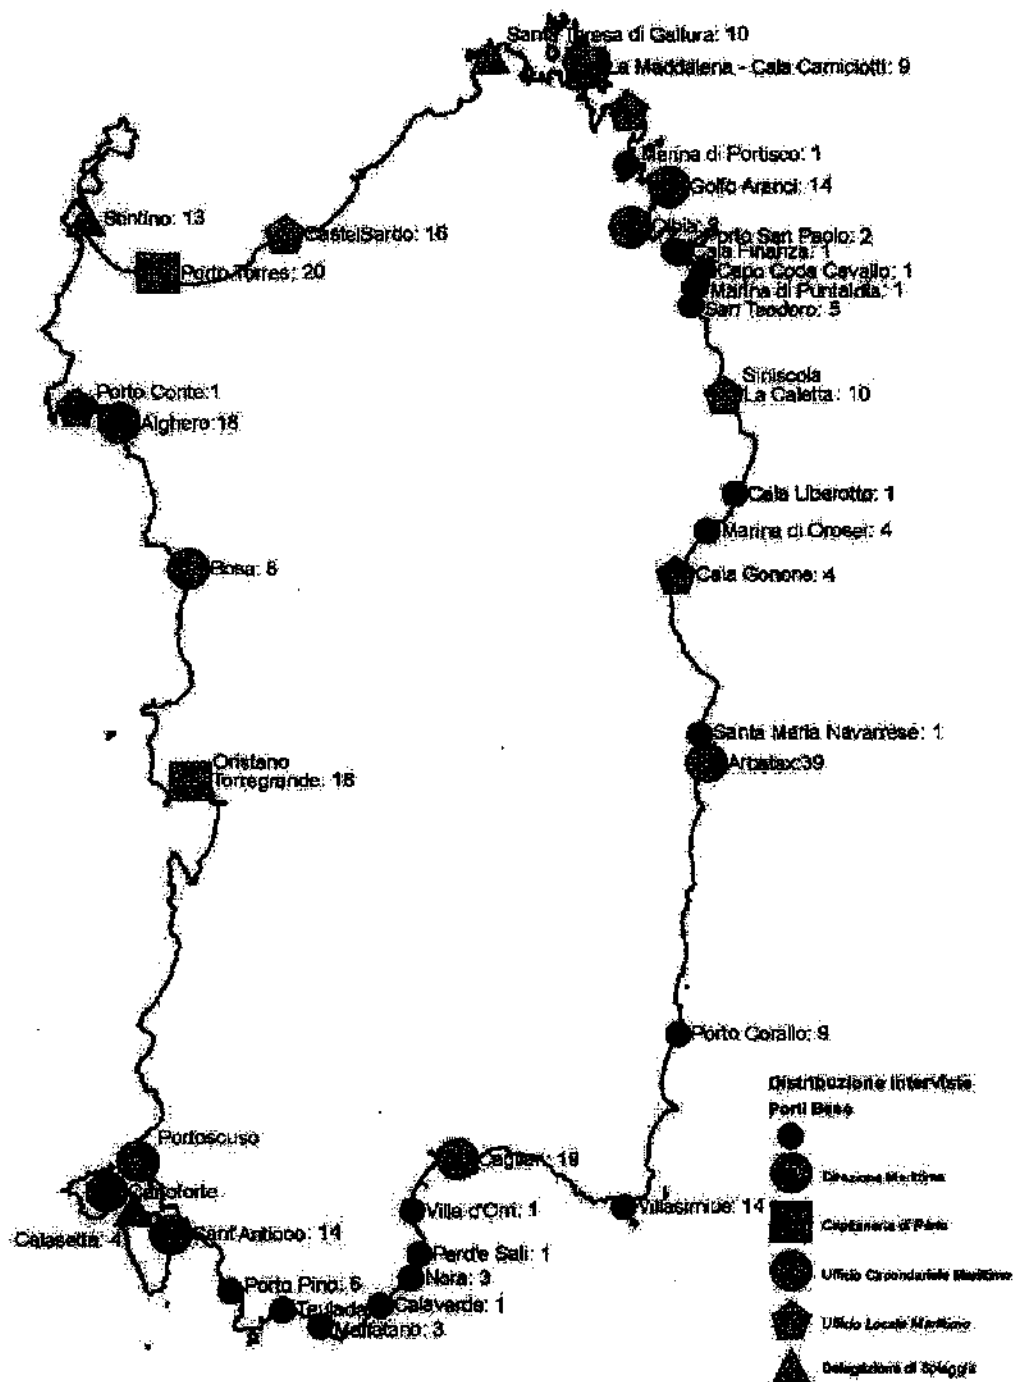 Santa Teresa di Gallura: 10
La Maddalena - Cala Camiciotti: 9
Marina di Portisco: 1
Golfo Aranci: 14
Stintino: 13
Olbia:
Porto San Paolo: 2
CastelSardo: 16
Cala Finanza: 1
Porto Torres: 20
Capo Coda Cavallo: 1
Marina di Puntaldia: 1
San Teodoro: 5
Siniscola
La Caletta: 10
Porto Conte:1
Alghero:18
Cala Liberotto: 1
Marina di Orosei: 4
Bosa: 8
Cala Gonone: 4
Santa Maria Navarrese: 1
Oristano
Torregrande: 18
Arbatax:39
Porto Corallo: 9
Distribuzione interviste
Porti Base
Portoscuso
Cagliari: 19
Direzione Marittima
Carloforte
Villa d'Orri: 1
Villasimius: 14
Capitaneria di Porto
Calasetta: 4
Sant'Antioco: 14
Perd'e Sali: 1
Nora: 3
Ufficio Circondariale Marittimo
Porto Pino: 6
Calaverde: 1
Teulada
Malfatano: 3
Ufficio Locale Marittimo
Delegazione di Spiaggia